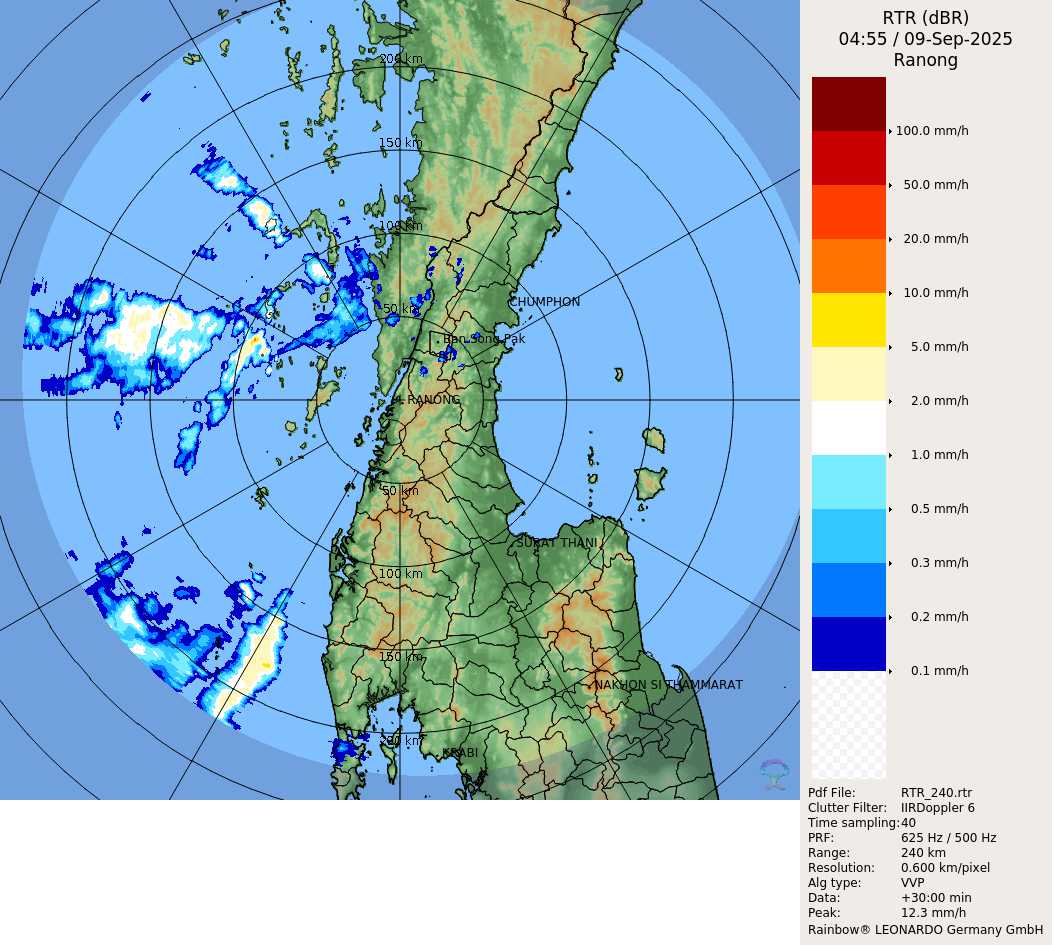 RTR (dBR)
04:55 / 09-Sep-2025
Ranong
100.0 mm/h
50.0 mm/h
20.0 mm/h
10.0 mm/h
5.0 mm/h
2.0 mm/h
1.0 mm/h
0.5 mm/h
0.3 mm/h
0.2 mm/h
0.1 mm/h
200 km
150 km
100 km
CHUMPHON
50 km
Ban Song Pak
RANONG
50 km
SURAT THANI
100 km
150 km
NAKHON SI THAMMARAT
200 km
KRABI
Pdf File: RTR_240.rtr
Clutter Filter: IIRDoppler 6
Time sampling:40
PRF: 625 Hz / 500 Hz
Range: 240 km
Resolution: 0.600 km/pixel
Alg type: VVP
Data: +30:00 min
Peak: 12.3 mm/h
Rainbow® LEONARDO Germany GmbH